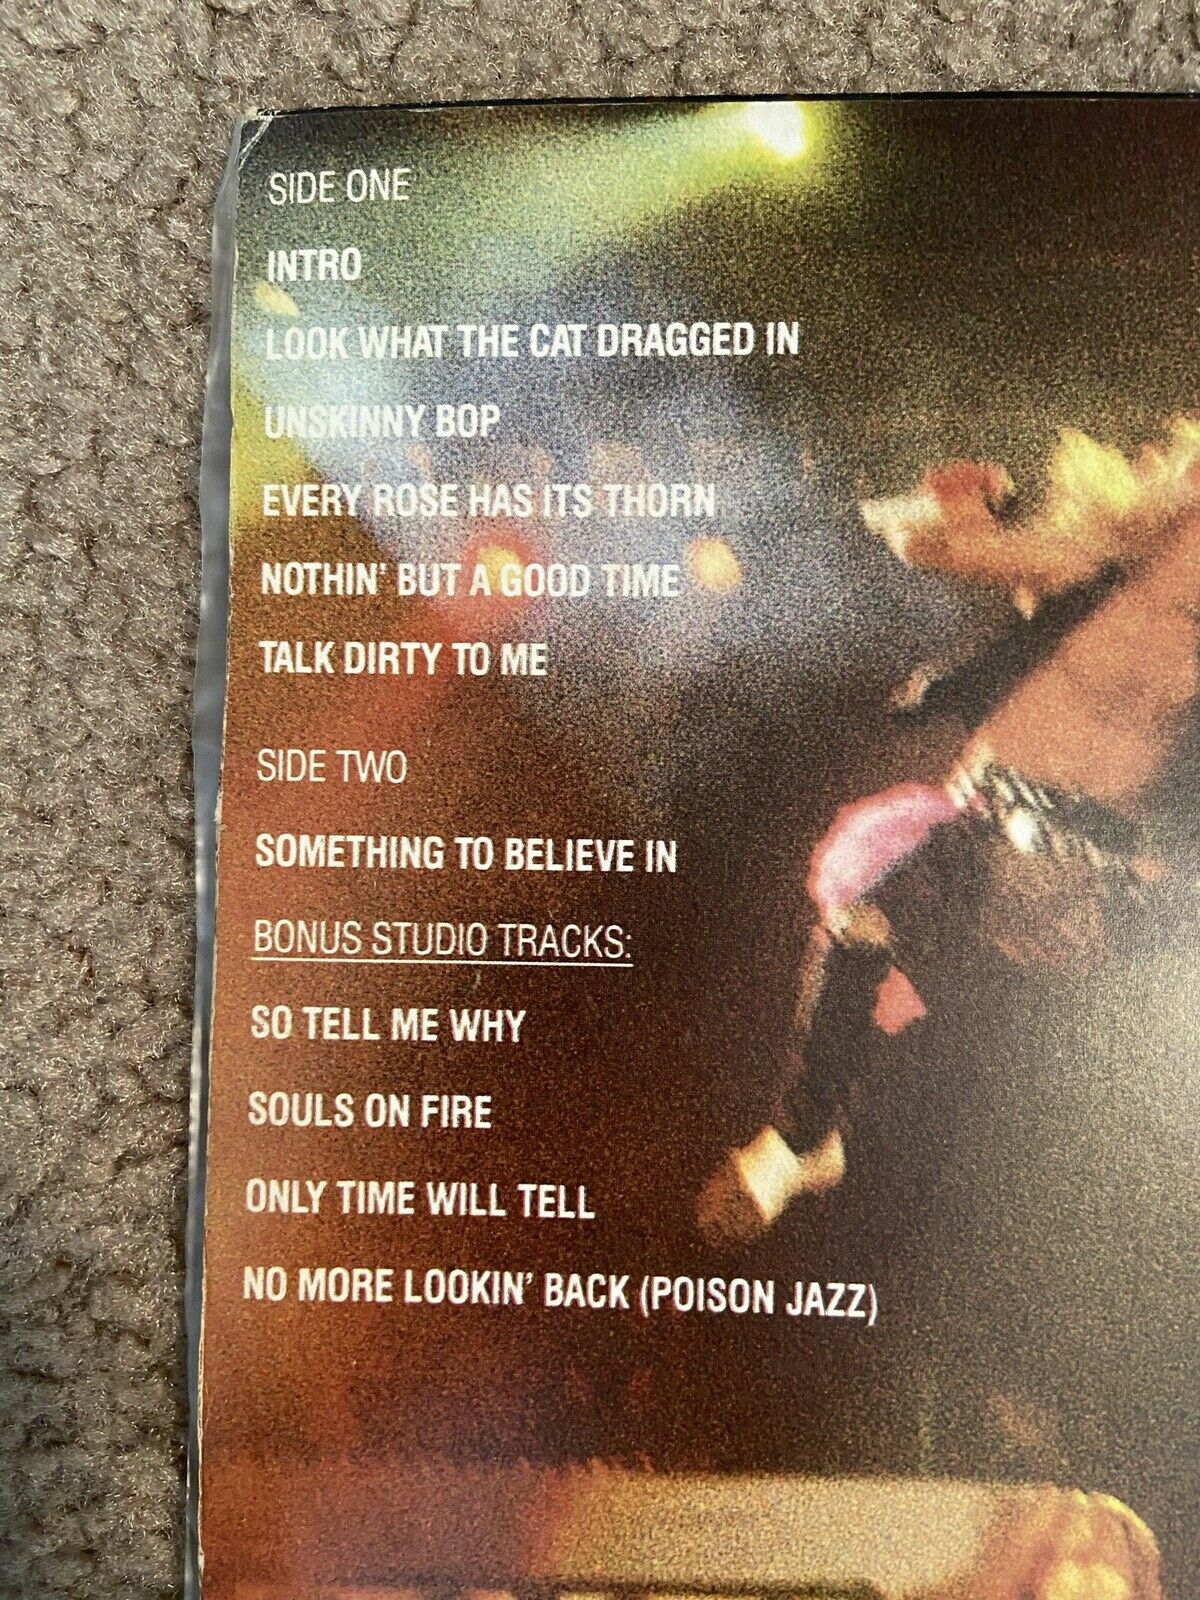 SIDE ONE
INTRO
LOOK WHAT THE CAT DRAGGED IN
UNSKINNY BOP
EVERY ROSE HAS ITS THORN
NOTHIN' BUT A GOOD TIME
TALK DIRTY TO ME
SIDE TWO
SOMETHING TO BELIEVE IN
BONUS STUDIO TRACKS:
SO TELL ME WHY
SOULS ON FIRE
ONLY TIME WILL TELL
NO MORE LOOKIN' BACK (POISON JAZZ)